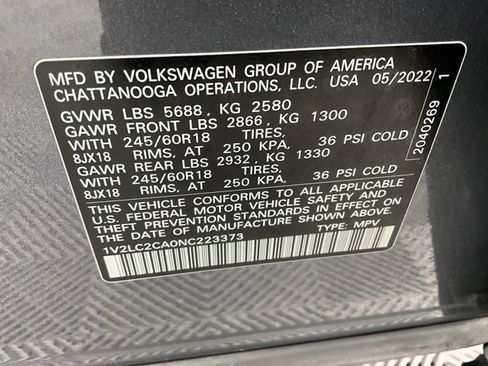 MFD BY VOLKSWAGEN GROUP OF AMERICA
CHATTANOOGA OPERATIONS, LLC. USA 05/2022
GVWR LBS 5688, KG 2580
GAWR FRONT LBS 2866, KG 1300
WITH 245/60R18 TIRES,
8JX18 RIMS, AT 250 KPA, 36 PSI COLD
GAWR REAR LBS 2932, KG 1330
WITH 245/60R18 TIRES,
8JX18 RIMS, AT 250 KPA, 36 PSI COLD
THIS VEHICLE CONFORMS TO ALL APPLICABLE
U.S. FEDERAL MOTOR VEHICLE SAFETY AND
THEFT PREVENTION STANDARDS IN EFFECT ON
THE DATE OF MANUFACTURE SHOWN ABOVE.
1V2LC2CA0NC223373 TYPE: MPV
2040269 1